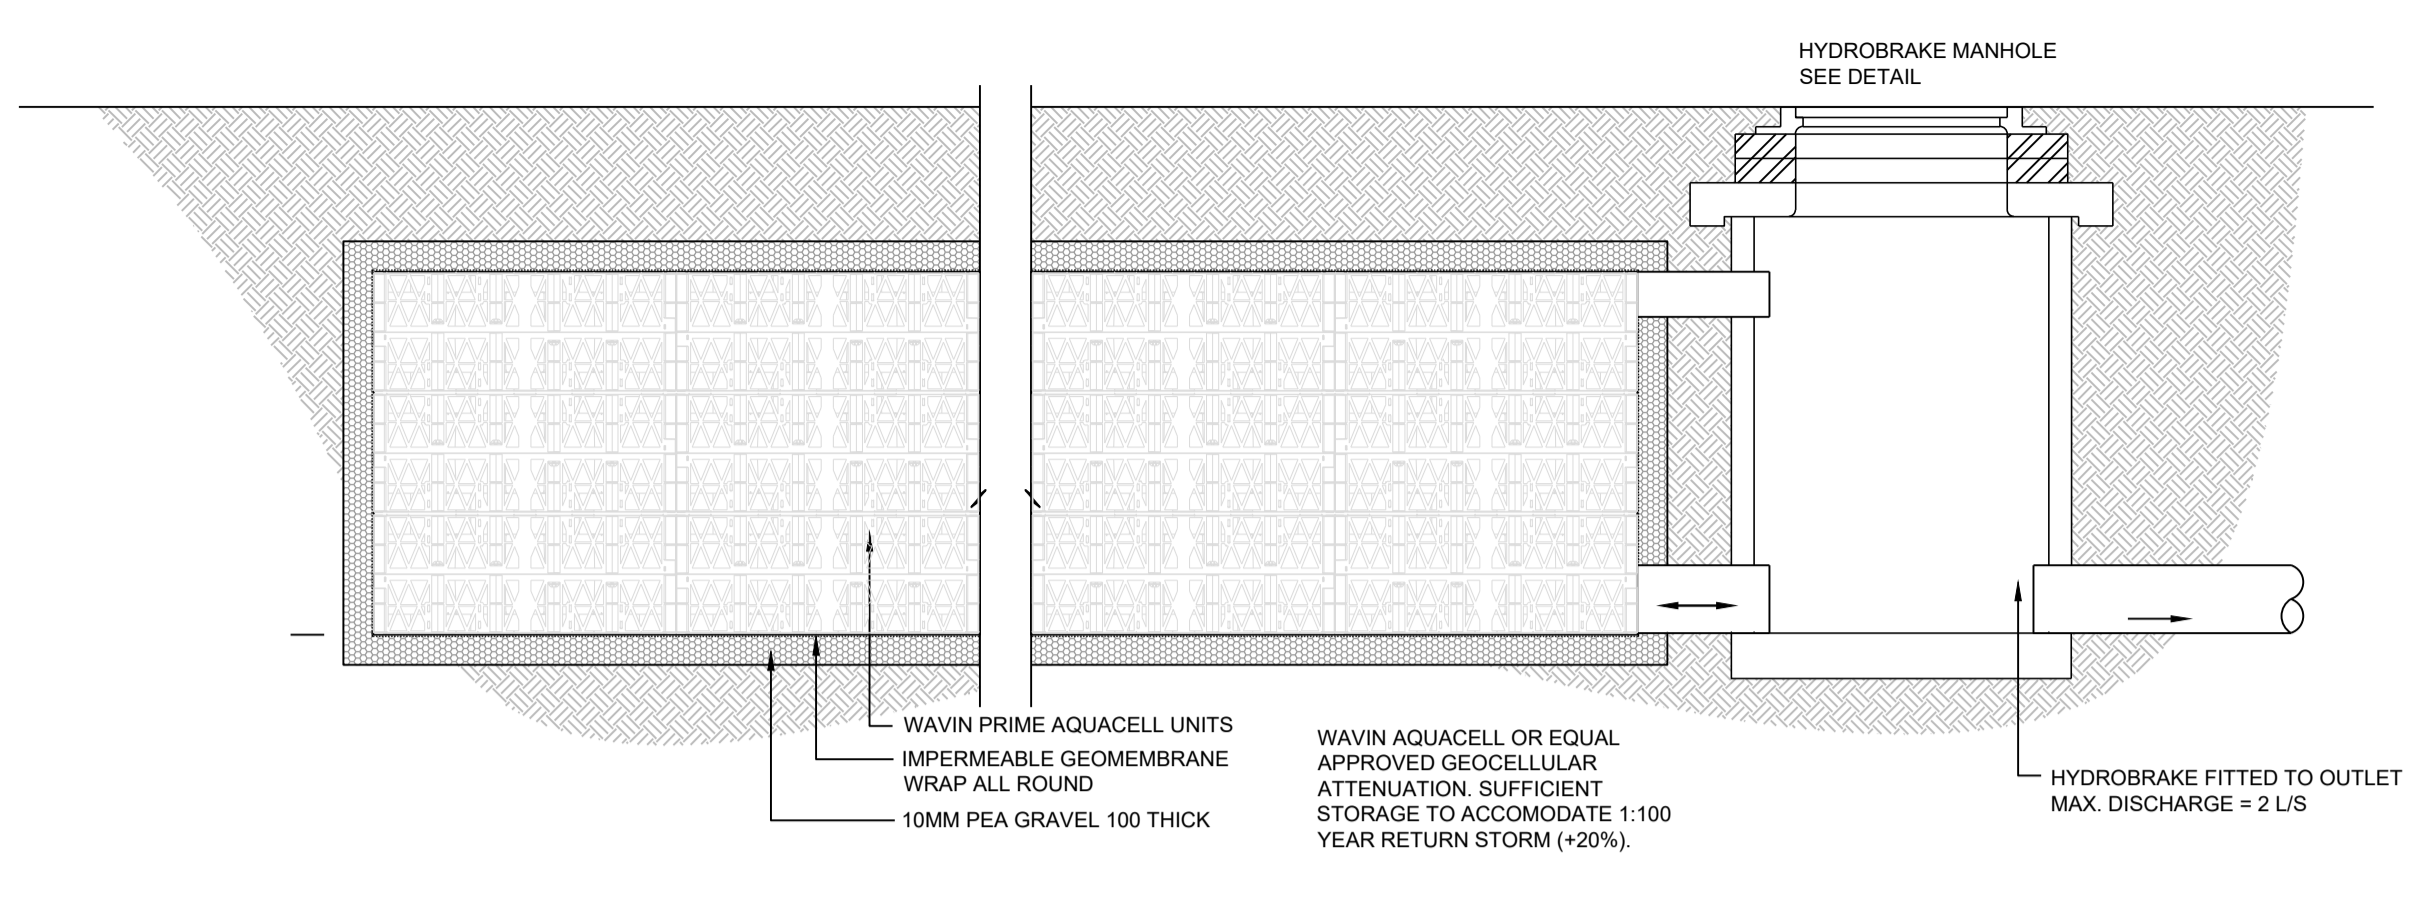 HYDROBRAKE MANHOLE
SEE DETAIL
WAVIN PRIME AQUACELL UNITS
IMPERMEABLE GEOMEMBRANE
WRAP ALL ROUND
10MM PEA GRAVEL 100 THICK
WAVIN AQUACELL OR EQUAL
APPROVED GEOCELLULAR
ATTENUATION. SUFFICIENT
STORAGE TO ACCOMODATE 1:100
YEAR RETURN STORM (+20%).
HYDROBRAKE FITTED TO OUTLET
MAX. DISCHARGE = 2 L/S